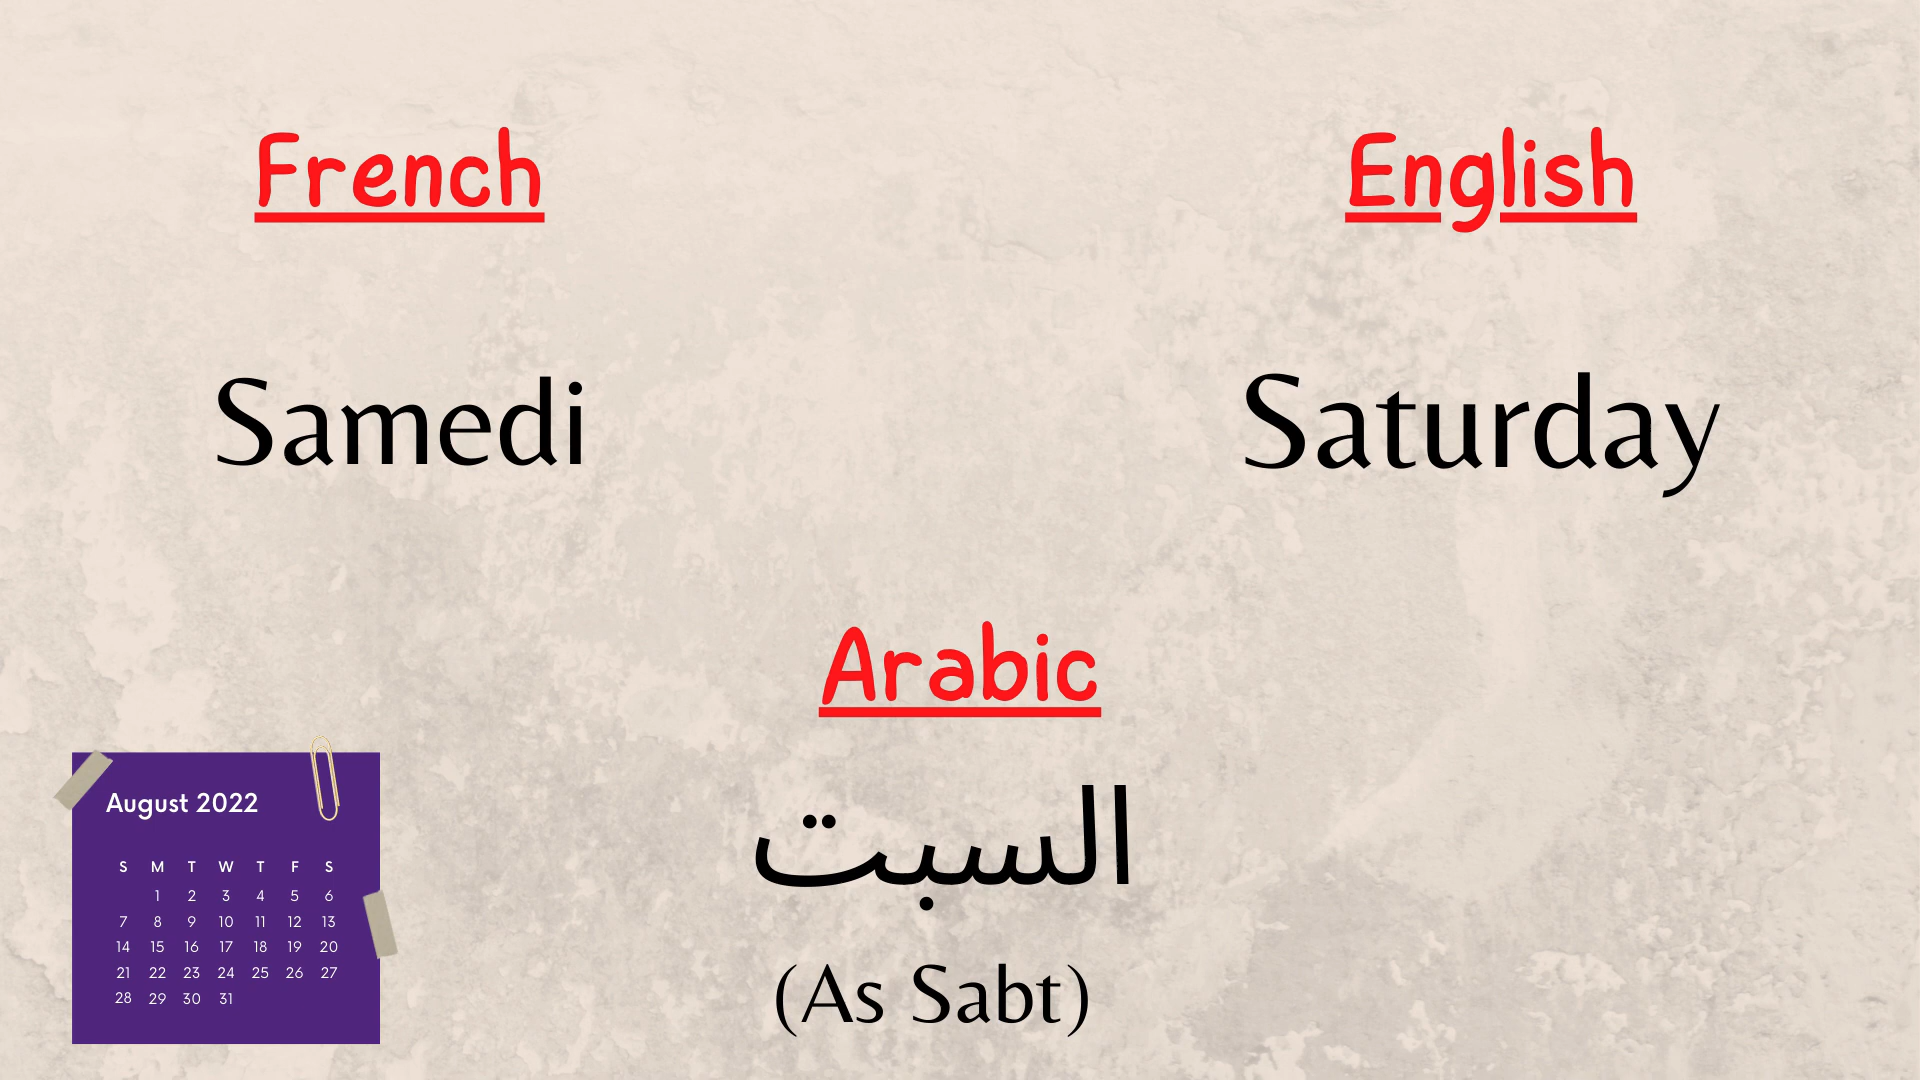 French
English
Samedi
Saturday
Arabic
السبت
(As Sabt)
August 2022
S M T W T F S
1 2 3 4 5 6
7 8 9 10 11 12 13
14 15 16 17 18 19 20
21 22 23 24 25 26 27
28 29 30 31